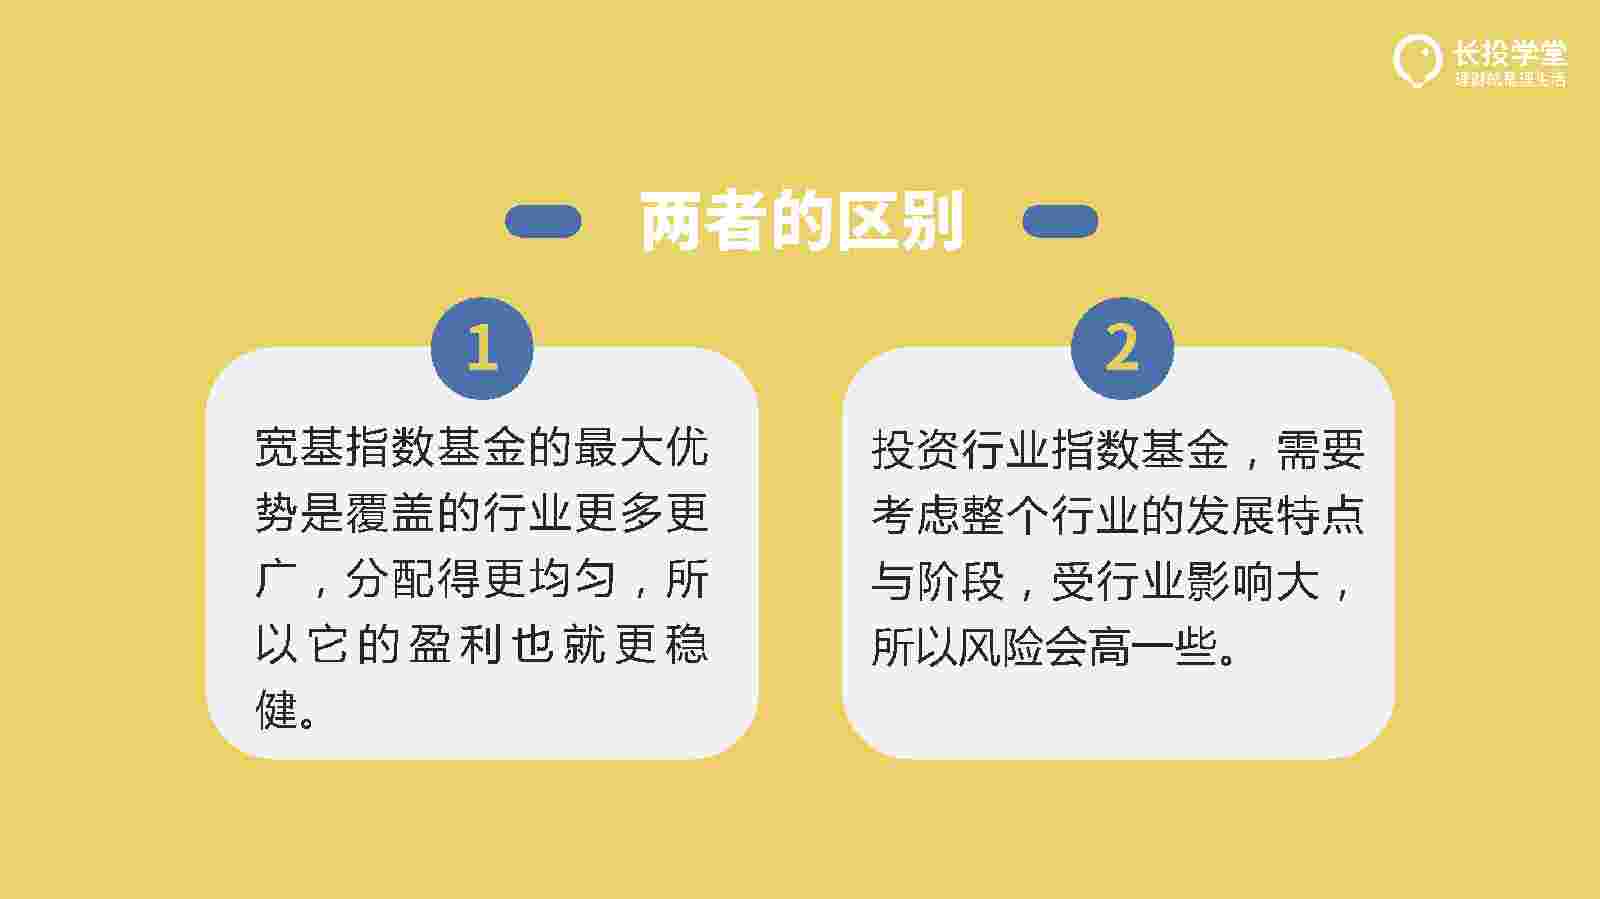 长投学堂
理财就是理生活
两者的区别
1
宽基指数基金的最大优
势是覆盖的行业更多更
广，分配得更均匀，所
以它的盈利也就更稳
健。
2
投资行业指数基金，需要
考虑整个行业的发展特点
与阶段，受行业影响大，
所以风险会高一些。